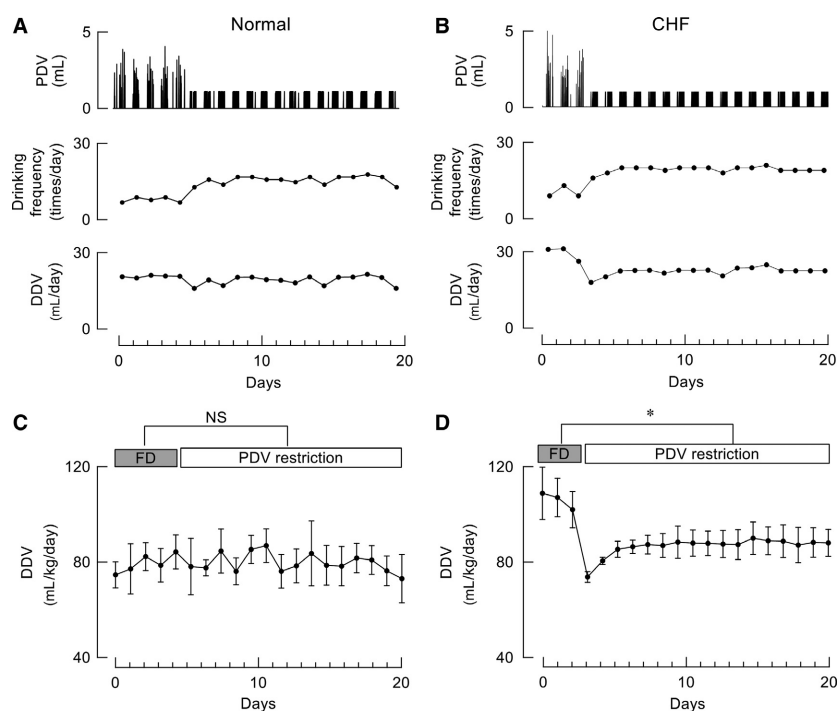 A
Normal
PDV
(mL)
5
0
Drinking
frequency
(times/day)
30
0
DDV
(mL/day)
30
0
0
10
20
Days
B
CHF
PDV
(mL)
5
0
Drinking
frequency
(times/day)
30
0
DDV
(mL/day)
30
0
0
10
20
Days
C
NS
FD
PDV restriction
DDV
(mL/kg/day)
120
80
40
0
10
20
Days
D
*
FD
PDV restriction
DDV
(mL/kg/day)
120
80
40
0
10
20
Days